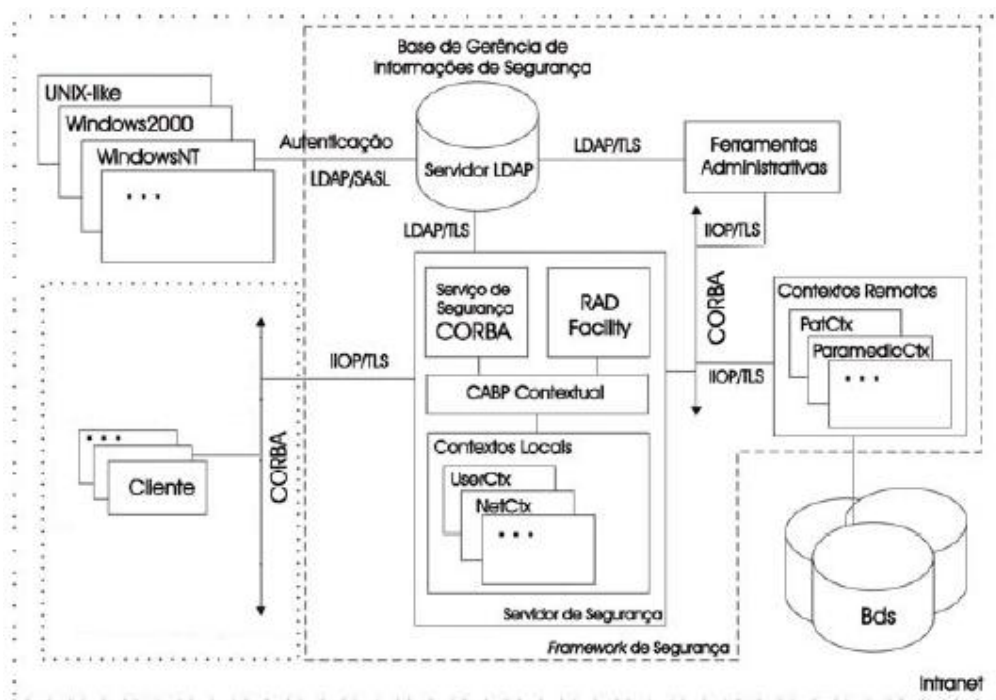 Base de Gerência de
Informações de Segurança
UNIX-like
Windows2000
WindowsNT
...
Autenticação
LDAP/SASL
Servidor LDAP
LDAP/TLS
Ferramentas
Administrativas
LDAP/TLS
IIOP/TLS
CORBA
Serviço de
Segurança
CORBA
RAD
Facility
Contextos Remotos
PatCtx
ParamedicCtx
...
IIOP/TLS
IIOP/TLS
CABP Contextual
Contextos Locais
UserCtx
NetCtx
...
...
Cliente
CORBA
Servidor de Segurança
Framework de Segurança
Bds
Intranet